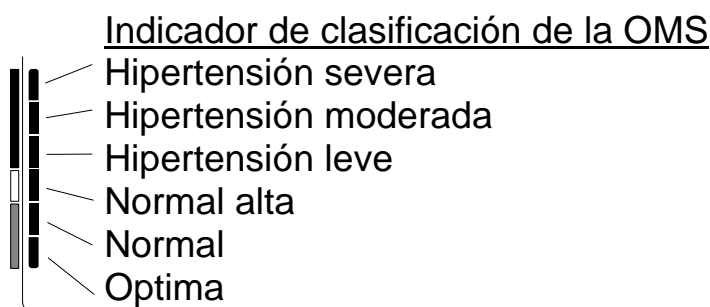 Indicador de clasificación de la OMS
Hipertensión severa
Hipertensión moderada
Hipertensión leve
Normal alta
Normal
Optima